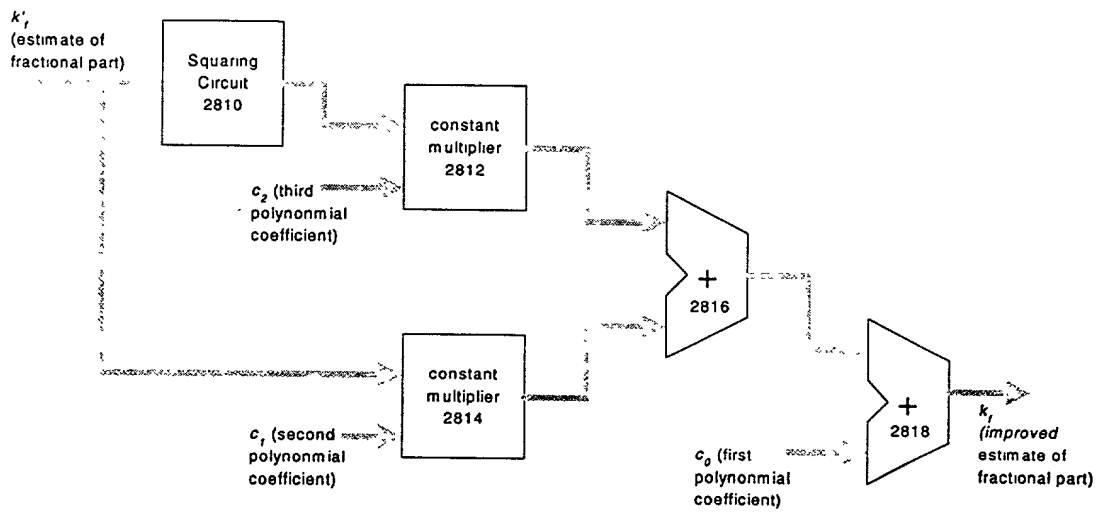 k'f
(estimate of
fractional part)
Squaring
Circuit
2810
constant
multiplier
2812
c2 (third
polynonmial
coefficient)
+
2816
constant
multiplier
2814
c1 (second
polynonmial
coefficient)
+
2818
kf
(improved
estimate of
fractional part)
c0 (first
polynonmial
coefficient)